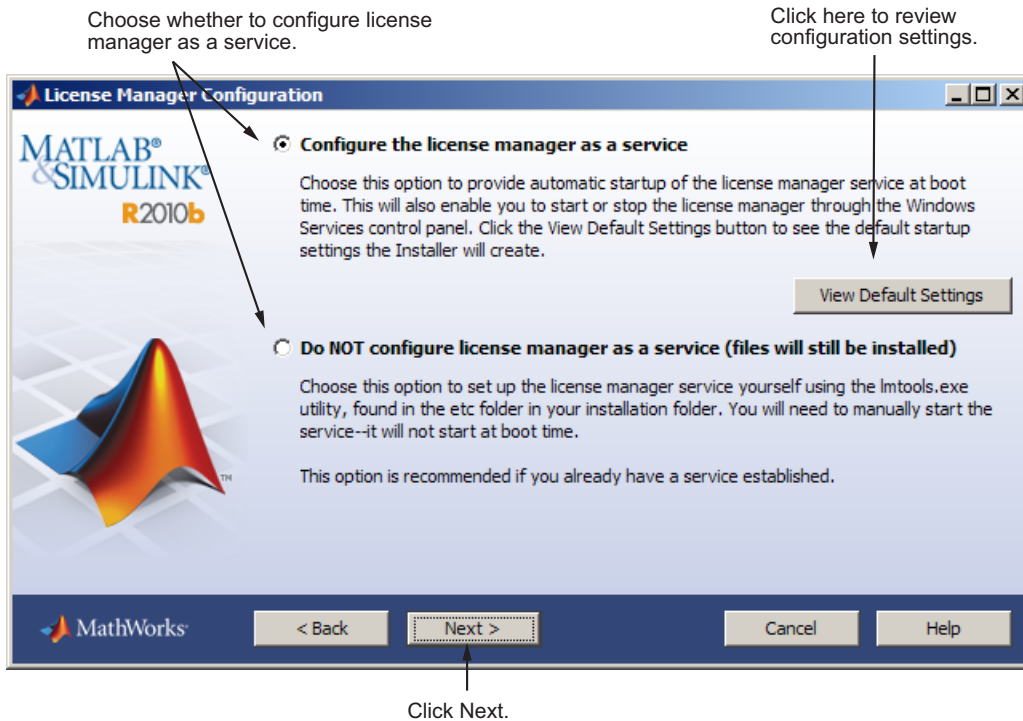 Choose whether to configure license
manager as a service.
Click here to review
configuration settings.
License Manager Configuration
MATLAB®
&SIMULINK®
R2010b
Configure the license manager as a service
Choose this option to provide automatic startup of the license manager service at boot
time. This will also enable you to start or stop the license manager through the Windows
Services control panel. Click the View Default Settings button to see the default startup
settings the Installer will create.
View Default Settings
Do NOT configure license manager as a service (files will still be installed)
Choose this option to set up the license manager service yourself using the lmtools.exe
utility, found in the etc folder in your installation folder. You will need to manually start the
service--it will not start at boot time.
TM
This option is recommended if you already have a service established.
MathWorks®
< Back
Next >
Cancel
Help
Click Next.